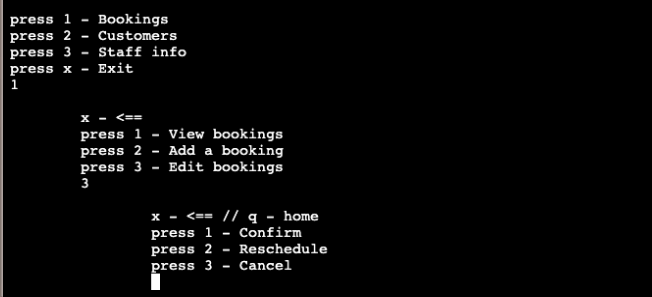 press 1 - Bookings
press 2 - Customers
press 3 - Staff info
press x - Exit
1
x - <==
press 1 - View bookings
press 2 - Add a booking
press 3 - Edit bookings
3
x - <== // q - home
press 1 - Confirm
press 2 - Reschedule
press 3 - Cancel